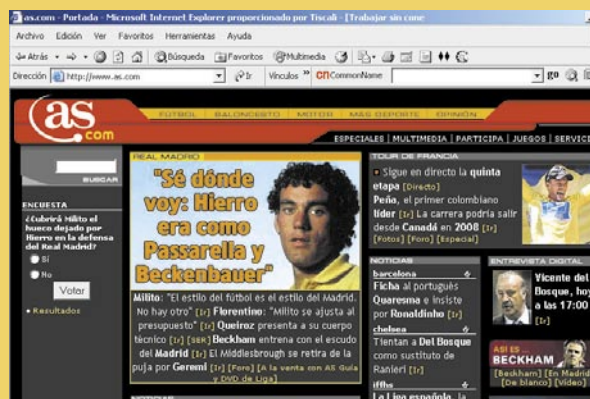 as.com - Portada - Microsoft Internet Explorer proporcionado por Tiscali - [Trabajar sin cone
Archivo Edición Ver Favoritos Herramientas Ayuda
Atrás Búsqueda Favoritos Multimedia
Dirección http://www.as.com Ir Vínculos » CNCommonName go
as
.com
FUTBOL BALONCESTO MOTOR MAS DEPORTE OPINIÓN
ESPECIALES | MULTIMEDIA | PARTICIPA | JUEGOS | SERVICI
BUSCAR
ENCUESTA
¿Cubrirá Milito el
hueco dejado por
Hierro en la defensa
del Real Madrid?
Sí
No
Votar
• Resultados
REAL MADRID
"Sé dónde
voy: Hierro
era como
Passarella y
Beckenbauer"
Milito: "El estilo del fútbol es el estilo del Madrid.
No hay otro" [Ir] Florentino: "Milito se ajusta al
presupuesto" [Ir] Queiroz presenta a su cuerpo
técnico [Ir] [SER] Beckham entrena con el escudo
del Madrid [Ir] El Middlesbrough se retira de la
puja por Geremi [Ir] [Foro] [A la venta con AS Guía
y DVD de Liga]
NOTICIAS
TOUR DE FRANCIA
Sigue en directo la quinta
etapa [Directo]
Peña, el primer colombiano
líder [Ir] La carrera podría salir
desde Canadá en 2008 [Ir]
[Fotos] [Foro] [Especial]
NOTICIAS
barcelona
Ficha al portugués
Quaresma e insiste
por Ronaldinho [Ir]
chelsea
Tientan a Del Bosque
como sustituto de
Ranieri [Ir]
iffhs
La Liga española, la
ENTREVISTA DIGITAL
Vicente del
Bosque, hoy
a las 17:00
[Ir]
ASI ES ...
BECKHAM
[Beckham] [En Madrid
[De blanco] [Vídeo]